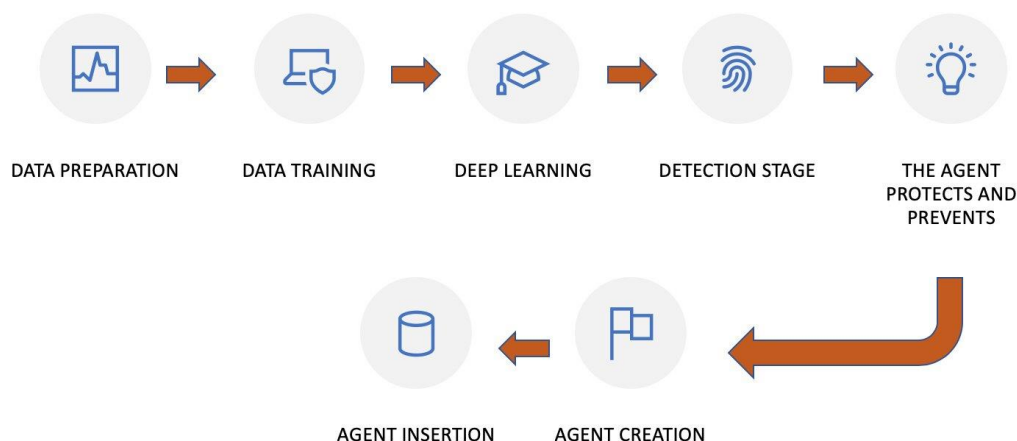 DATA PREPARATION
DATA TRAINING
DEEP LEARNING
DETECTION STAGE
THE AGENT
PROTECTS AND
PREVENTS
AGENT INSERTION
AGENT CREATION